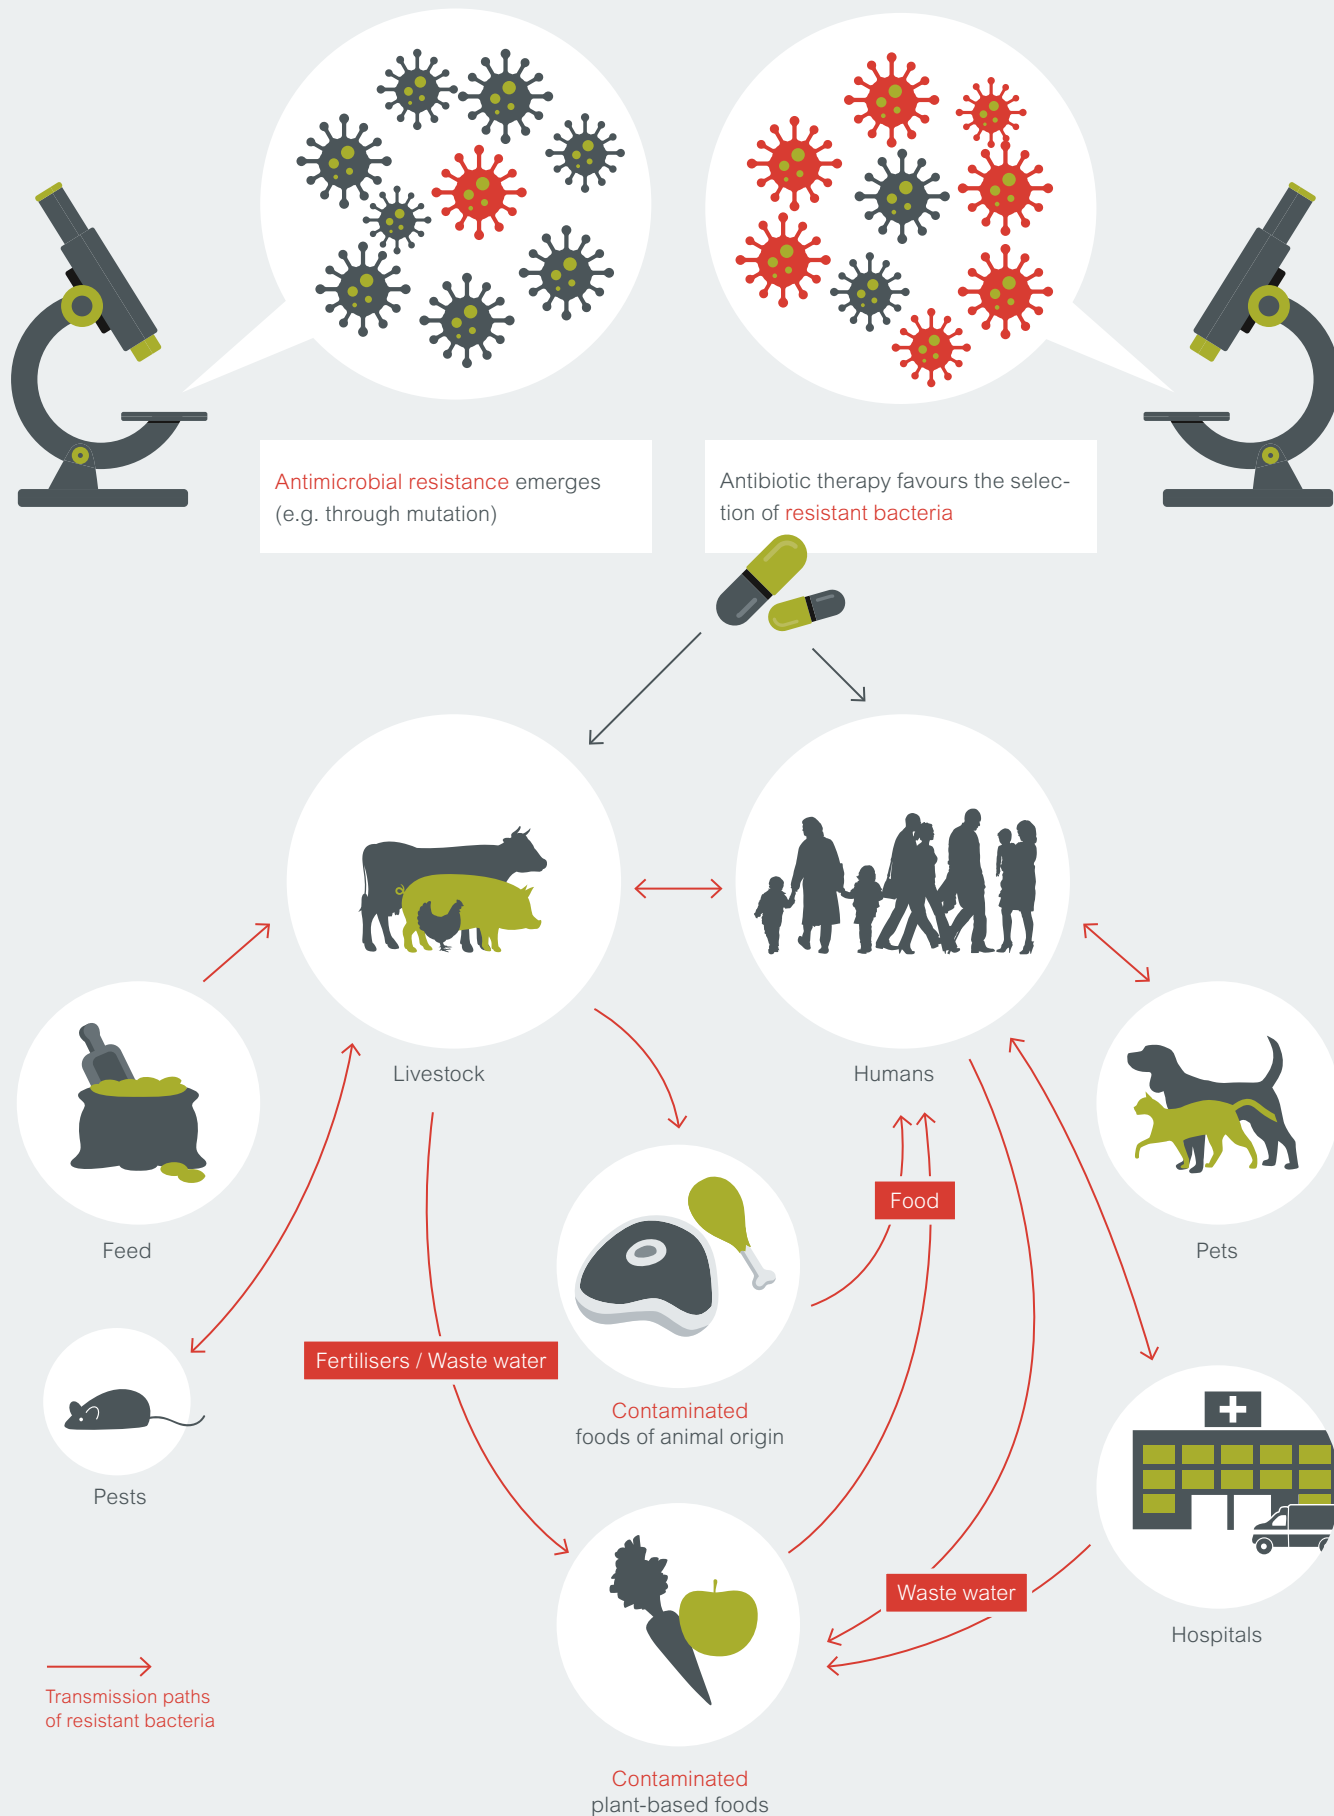 Antimicrobial resistance emerges
(e.g. through mutation)
Antibiotic therapy favours the selec-
tion of resistant bacteria
Livestock
Humans
Feed
Pets
Food
Fertilisers / Waste water
Contaminated
foods of animal origin
Pests
Waste water
Hospitals
Transmission paths
of resistant bacteria
Contaminated
plant-based foods